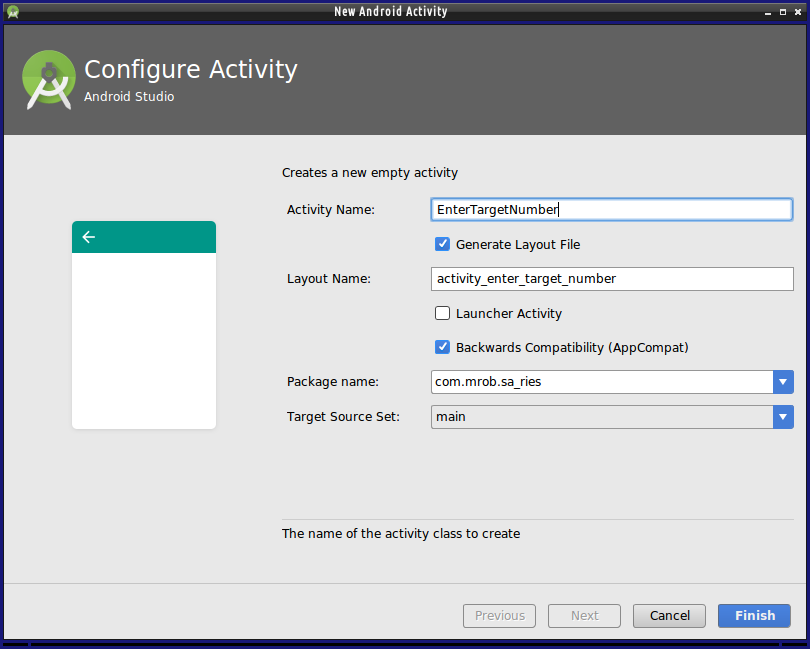 New Android Activity
Configure Activity
Android Studio
Creates a new empty activity
Activity Name: EnterTargetNumber
Generate Layout File
Layout Name: activity_enter_target_number
Launcher Activity
Backwards Compatibility (AppCompat)
Package name: com.mrob.sa_ries
Target Source Set: main
The name of the activity class to create
Previous Next Cancel Finish